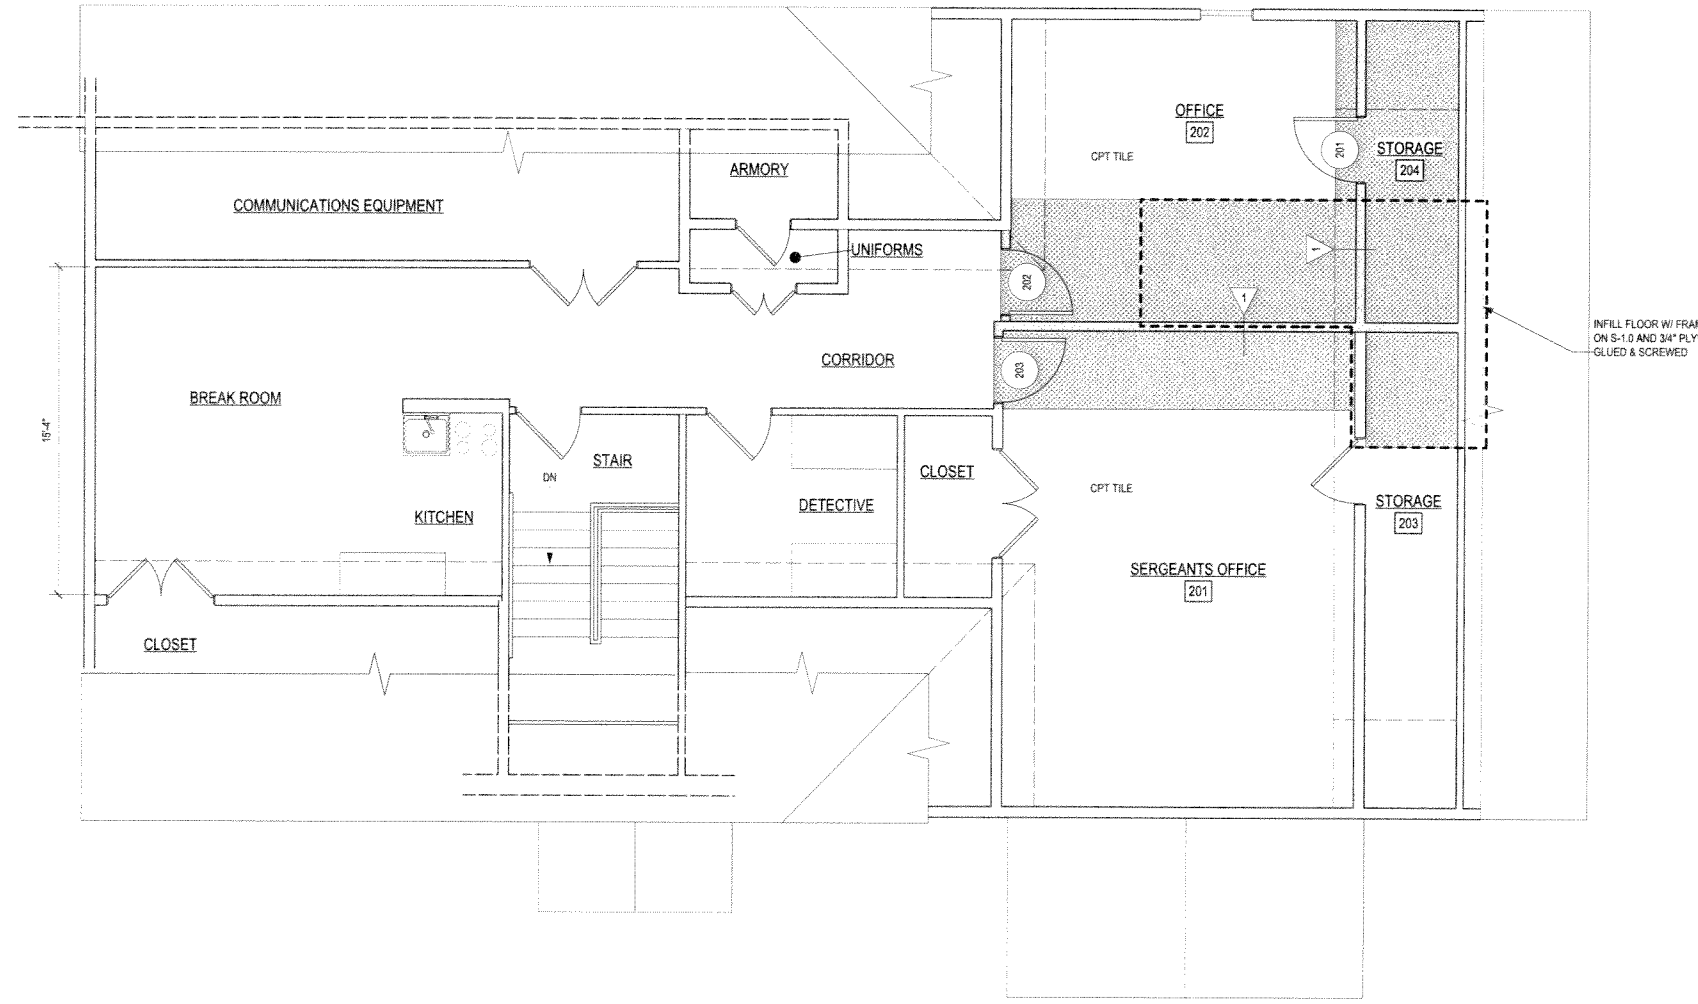 OFFICE
202
CPT TILE
201
STORAGE
204
ARMORY
COMMUNICATIONS EQUIPMENT
UNIFORMS
1
202
1
INFILL FLOOR W/ FRAM
ON S-1.0 AND 3/4" PLY
GLUED & SCREWED
CORRIDOR
203
BREAK ROOM
15'-4"
STAIR
DN
CLOSET
CPT TILE
KITCHEN
DETECTIVE
STORAGE
203
SERGEANTS OFFICE
201
CLOSET